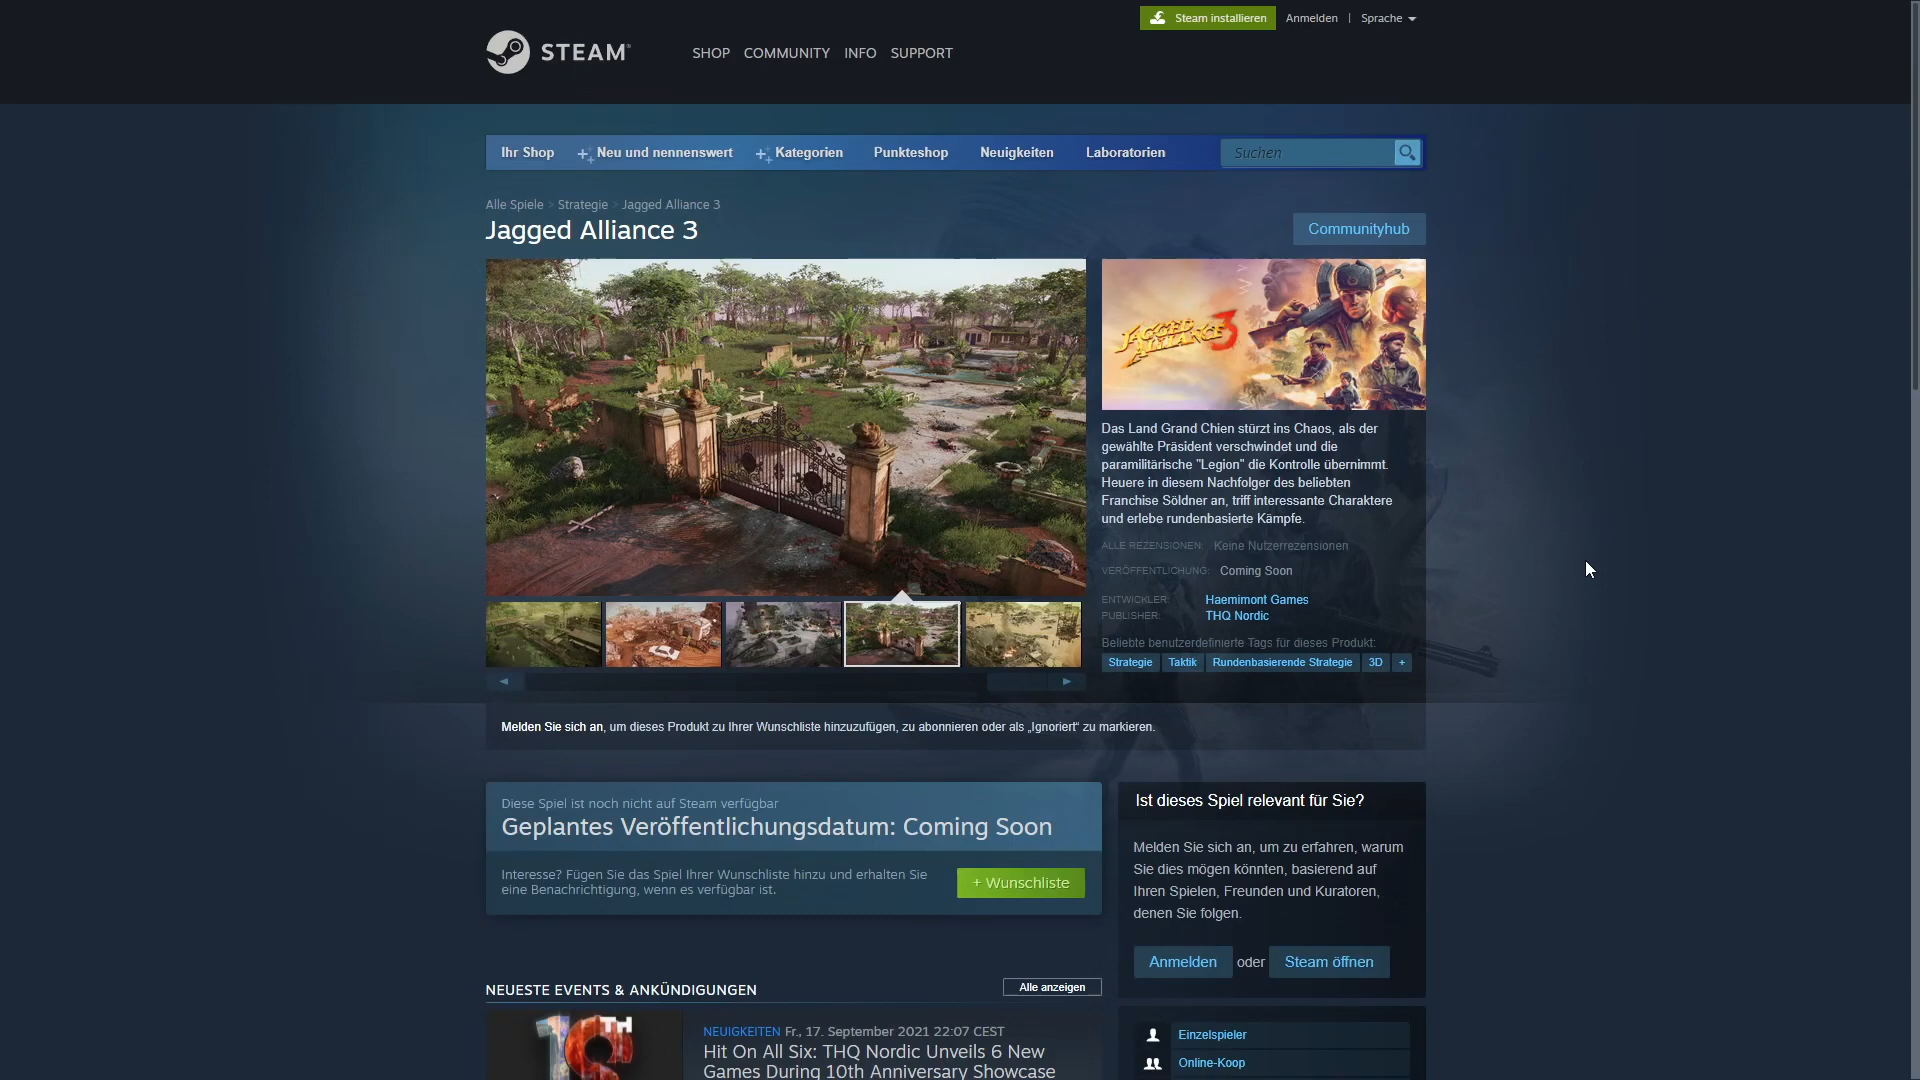 Steam installieren
Anmelden | Sprache
STEAM®
SHOP COMMUNITY INFO SUPPORT
Ihr Shop Neu und nennenswert Kategorien Punkteshop Neuigkeiten Laboratorien Suchen
Alle Spiele > Strategie > Jagged Alliance 3
Jagged Alliance 3
Communityhub
JAGGED ALLIANCE 3
Das Land Grand Chien stürzt ins Chaos, als der
gewählte Präsident verschwindet und die
paramilitärische "Legion" die Kontrolle übernimmt.
Heuere in diesem Nachfolger des beliebten
Franchise Söldner an, triff interessante Charaktere
und erlebe rundenbasierte Kämpfe.
ALLE REZENSIONEN: Keine Nutzerrezensionen
VERÖFFENTLICHUNG: Coming Soon
ENTWICKLER: Haemimont Games
PUBLISHER: THQ Nordic
Beliebte benutzerdefinierte Tags für dieses Produkt:
Strategie Taktik Rundenbasierende Strategie 3D +
Melden Sie sich an, um dieses Produkt zu Ihrer Wunschliste hinzuzufügen, zu abonnieren oder als „Ignoriert“ zu markieren.
Diese Spiel ist noch nicht auf Steam verfügbar
Geplantes Veröffentlichungsdatum: Coming Soon
Interesse? Fügen Sie das Spiel Ihrer Wunschliste hinzu und erhalten Sie
eine Benachrichtigung, wenn es verfügbar ist.
+ Wunschliste
Ist dieses Spiel relevant für Sie?
Melden Sie sich an, um zu erfahren, warum
Sie dies mögen könnten, basierend auf
Ihren Spielen, Freunden und Kuratoren,
denen Sie folgen.
Anmelden oder Steam öffnen
NEUESTE EVENTS & ANKÜNDIGUNGEN
Alle anzeigen
10TH
NEUIGKEITEN Fr., 17. September 2021 22:07 CEST
Hit On All Six: THQ Nordic Unveils 6 New
Games During 10th Anniversary Showcase
Einzelspieler
Online-Koop